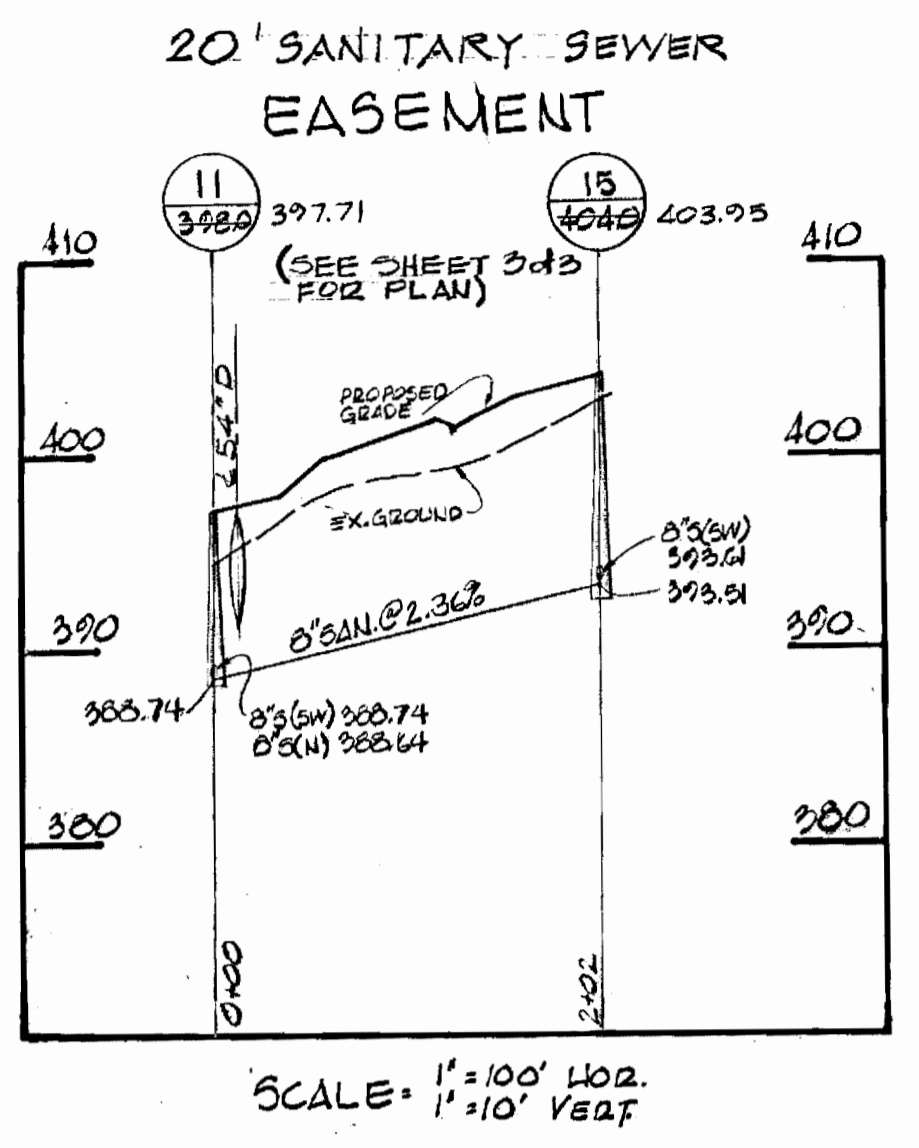 20' SANITARY SEWER
EASEMENT
11
398.0
397.71
15
404.0
403.95
(SEE SHEET 3 of 3
FOR PLAN)
410
410
54"D
PROPOSED
GRADE
400
400
EX. GROUND
8"S(SW)
393.61
393.51
8"SAN.@2.36%
390
390
388.74
8"S(SW) 388.74
8"S(N) 388.64
380
380
0+00
2+02
SCALE= 1"=100' HOR.
1"=10' VERT.